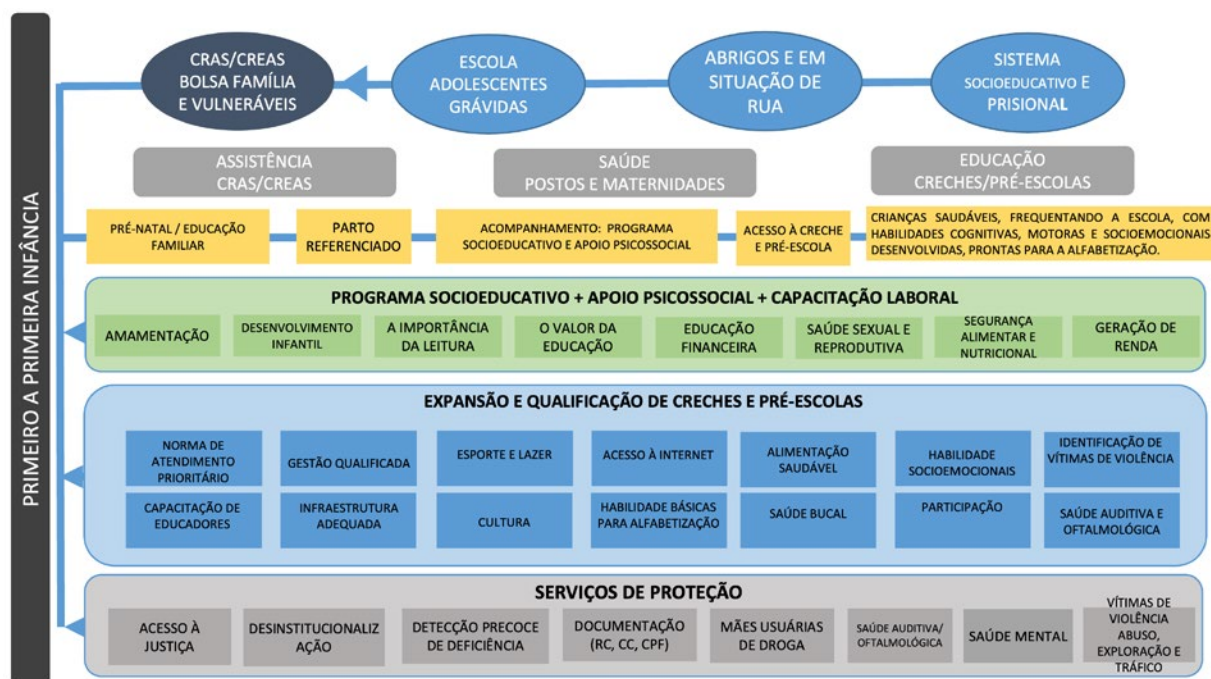 PRIMEIRO A PRIMEIRA INFÂNCIA
CRAS/CREAS
BOLSA FAMÍLIA
E VULNERÁVEIS
ESCOLA
ADOLESCENTES
GRÁVIDAS
ABRIGOS E EM
SITUAÇÃO DE
RUA
SISTEMA
SOCIOEDUCATIVO E
PRISIONAL
ASSISTÊNCIA
CRAS/CREAS
SAÚDE
POSTOS E MATERNIDADES
EDUCAÇÃO
CRECHES/PRÉ-ESCOLAS
PRÉ-NATAL / EDUCAÇÃO
FAMILIAR
PARTO
REFERENCIADO
ACOMPANHAMENTO: PROGRAMA
SOCIOEDUCATIVO E APOIO PSICOSSOCIAL
ACESSO À CRECHE
E PRÉ-ESCOLA
CRIANÇAS SAUDÁVEIS, FREQUENTANDO A ESCOLA, COM
HABILIDADES COGNITIVAS, MOTORAS E SOCIOEMOCIONAIS
DESENVOLVIDAS, PRONTAS PARA A ALFABETIZAÇÃO.
PROGRAMA SOCIOEDUCATIVO + APOIO PSICOSSOCIAL + CAPACITAÇÃO LABORAL
AMAMENTAÇÃO
DESENVOLVIMENTO
INFANTIL
A IMPORTÂNCIA
DA LEITURA
O VALOR DA
EDUCAÇÃO
EDUCAÇÃO
FINANCEIRA
SAÚDE SEXUAL E
REPRODUTIVA
SEGURANÇA
ALIMENTAR E
NUTRICIONAL
GERAÇÃO DE
RENDA
EXPANSÃO E QUALIFICAÇÃO DE CRECHES E PRÉ-ESCOLAS
NORMA DE
ATENDIMENTO
PRIORITÁRIO
GESTÃO QUALIFICADA
ESPORTE E LAZER
ACESSO À INTERNET
ALIMENTAÇÃO
SAUDÁVEL
HABILIDADE
SOCIOEMOCIONAIS
IDENTIFICAÇÃO DE
VÍTIMAS DE VIOLÊNCIA
CAPACITAÇÃO DE
EDUCADORES
INFRAESTRUTURA
ADEQUADA
CULTURA
HABILIDADE BÁSICAS
PARA ALFABETIZAÇÃO
SAÚDE BUCAL
PARTICIPAÇÃO
SAÚDE AUDITIVA E
OFTALMOLÓGICA
SERVIÇOS DE PROTEÇÃO
ACESSO À
JUSTIÇA
DESINSTITUCIONALIZ
AÇÃO
DETECÇÃO PRECOCE
DE DEFICIÊNCIA
DOCUMENTAÇÃO
(RC, CC, CPF)
MÃES USUÁRIAS
DE DROGA
SAÚDE AUDITIVA/
OFTALMOLÓGICA
SAÚDE MENTAL
VÍTIMAS DE
VIOLÊNCIA
ABUSO,
EXPLORAÇÃO E
TRÁFICO